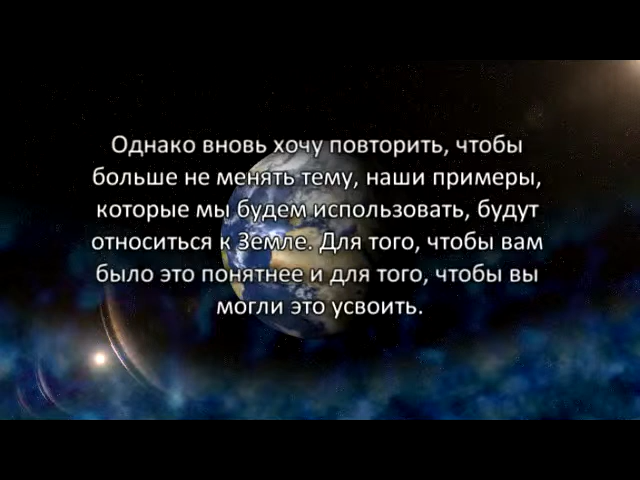 Однако вновь хочу повторить, чтобы
больше не менять тему, наши примеры,
которые мы будем использовать, будут
относиться к Земле. Для того, чтобы вам
было это понятнее и для того, чтобы вы
могли это усвоить.